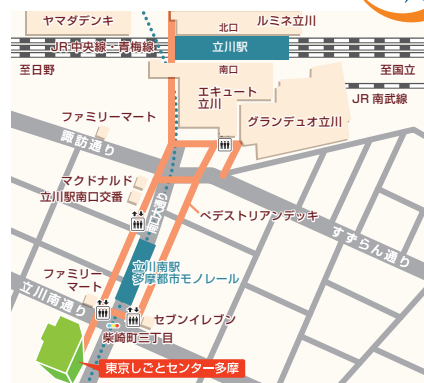 ヤマダデンキ
北口
ルミネ立川
JR 中央線・青梅線
立川駅
至日野
南口
至国立
エキュート
立川
JR 南武線
グランデュオ立川
ファミリーマート
諏訪通り
マクドナルド
立川駅南口交番
南口大通り
ペデストリアンデッキ
すずらん通り
立川南駅
多摩都市モノレール
ファミリー
マート
立川南通り
セブンイレブン
柴崎町三丁目
東京しごとセンター多摩